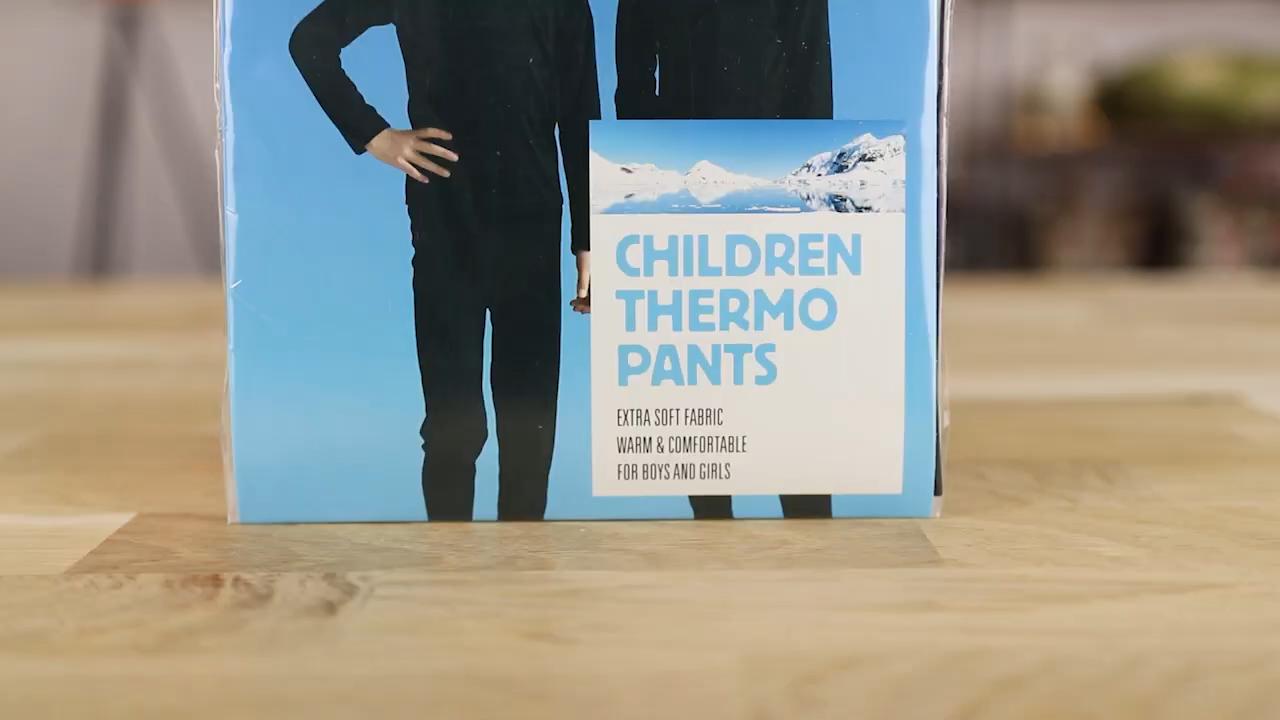 CHILDREN
THERMO
PANTS
EXTRA SOFT FABRIC
WARM & COMFORTABLE
FOR BOYS AND GIRLS